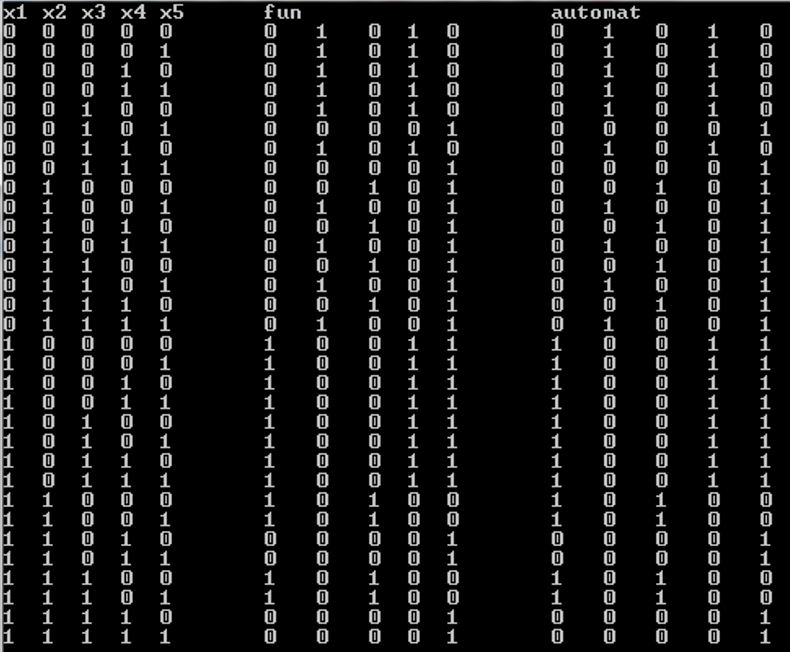 x1 x2 x3 x4 x5 fun automat
0 0 0 0 0 0 1 0 1 0 0 1 0 1 0
0 0 0 0 1 0 1 0 1 0 0 1 0 1 0
0 0 0 1 0 0 1 0 1 0 0 1 0 1 0
0 0 0 1 1 0 1 0 1 0 0 1 0 1 0
0 0 1 0 0 0 1 0 1 0 0 1 0 1 0
0 0 1 0 1 0 0 0 0 1 0 0 0 0 1
0 0 1 1 0 0 1 0 1 0 0 1 0 1 0
0 0 1 1 1 0 0 0 0 1 0 0 0 0 1
0 1 0 0 0 0 0 1 0 1 0 0 1 0 1
0 1 0 0 1 0 1 0 0 1 0 1 0 0 1
0 1 0 1 0 0 0 1 0 1 0 0 1 0 1
0 1 0 1 1 0 1 0 0 1 0 1 0 0 1
0 1 1 0 0 0 0 1 0 1 0 0 1 0 1
0 1 1 0 1 0 1 0 0 1 0 1 0 0 1
0 1 1 1 0 0 0 1 0 1 0 0 1 0 1
0 1 1 1 1 0 1 0 0 1 0 1 0 0 1
1 0 0 0 0 1 0 0 1 1 1 0 0 1 1
1 0 0 0 1 1 0 0 1 1 1 0 0 1 1
1 0 0 1 0 1 0 0 1 1 1 0 0 1 1
1 0 0 1 1 1 0 0 1 1 1 0 0 1 1
1 0 1 0 0 1 0 0 1 1 1 0 0 1 1
1 0 1 0 1 1 0 0 1 1 1 0 0 1 1
1 0 1 1 0 1 0 0 1 1 1 0 0 1 1
1 0 1 1 1 1 0 0 1 1 1 0 0 1 1
1 1 0 0 0 1 0 1 0 0 1 0 1 0 0
1 1 0 0 1 1 0 1 0 0 1 0 1 0 0
1 1 0 1 0 0 0 0 0 1 0 0 0 0 1
1 1 0 1 1 0 0 0 0 1 0 0 0 0 1
1 1 1 0 0 1 0 1 0 0 1 0 1 0 0
1 1 1 0 1 1 0 1 0 0 1 0 1 0 0
1 1 1 1 0 0 0 0 0 1 0 0 0 0 1
1 1 1 1 1 0 0 0 0 1 0 0 0 0 1